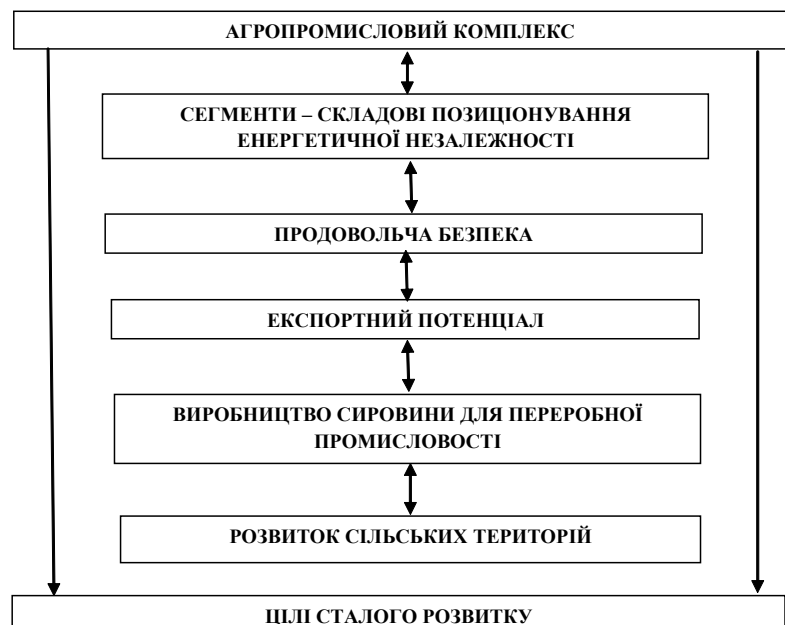 АГРОПРОМИСЛОВИЙ КОМПЛЕКС
СЕГМЕНТИ – СКЛАДОВІ ПОЗИЦІОНУВАННЯ
ЕНЕРГЕТИЧНОЇ НЕЗАЛЕЖНОСТІ
ПРОДОВОЛЬЧА БЕЗПЕКА
ЕКСПОРТНИЙ ПОТЕНЦІАЛ
ВИРОБНИЦТВО СИРОВИНИ ДЛЯ ПЕРЕРОБНОЇ
ПРОМИСЛОВОСТІ
РОЗВИТОК СІЛЬСЬКИХ ТЕРИТОРІЙ
ЦІЛІ СТАЛОГО РОЗВИТКУ